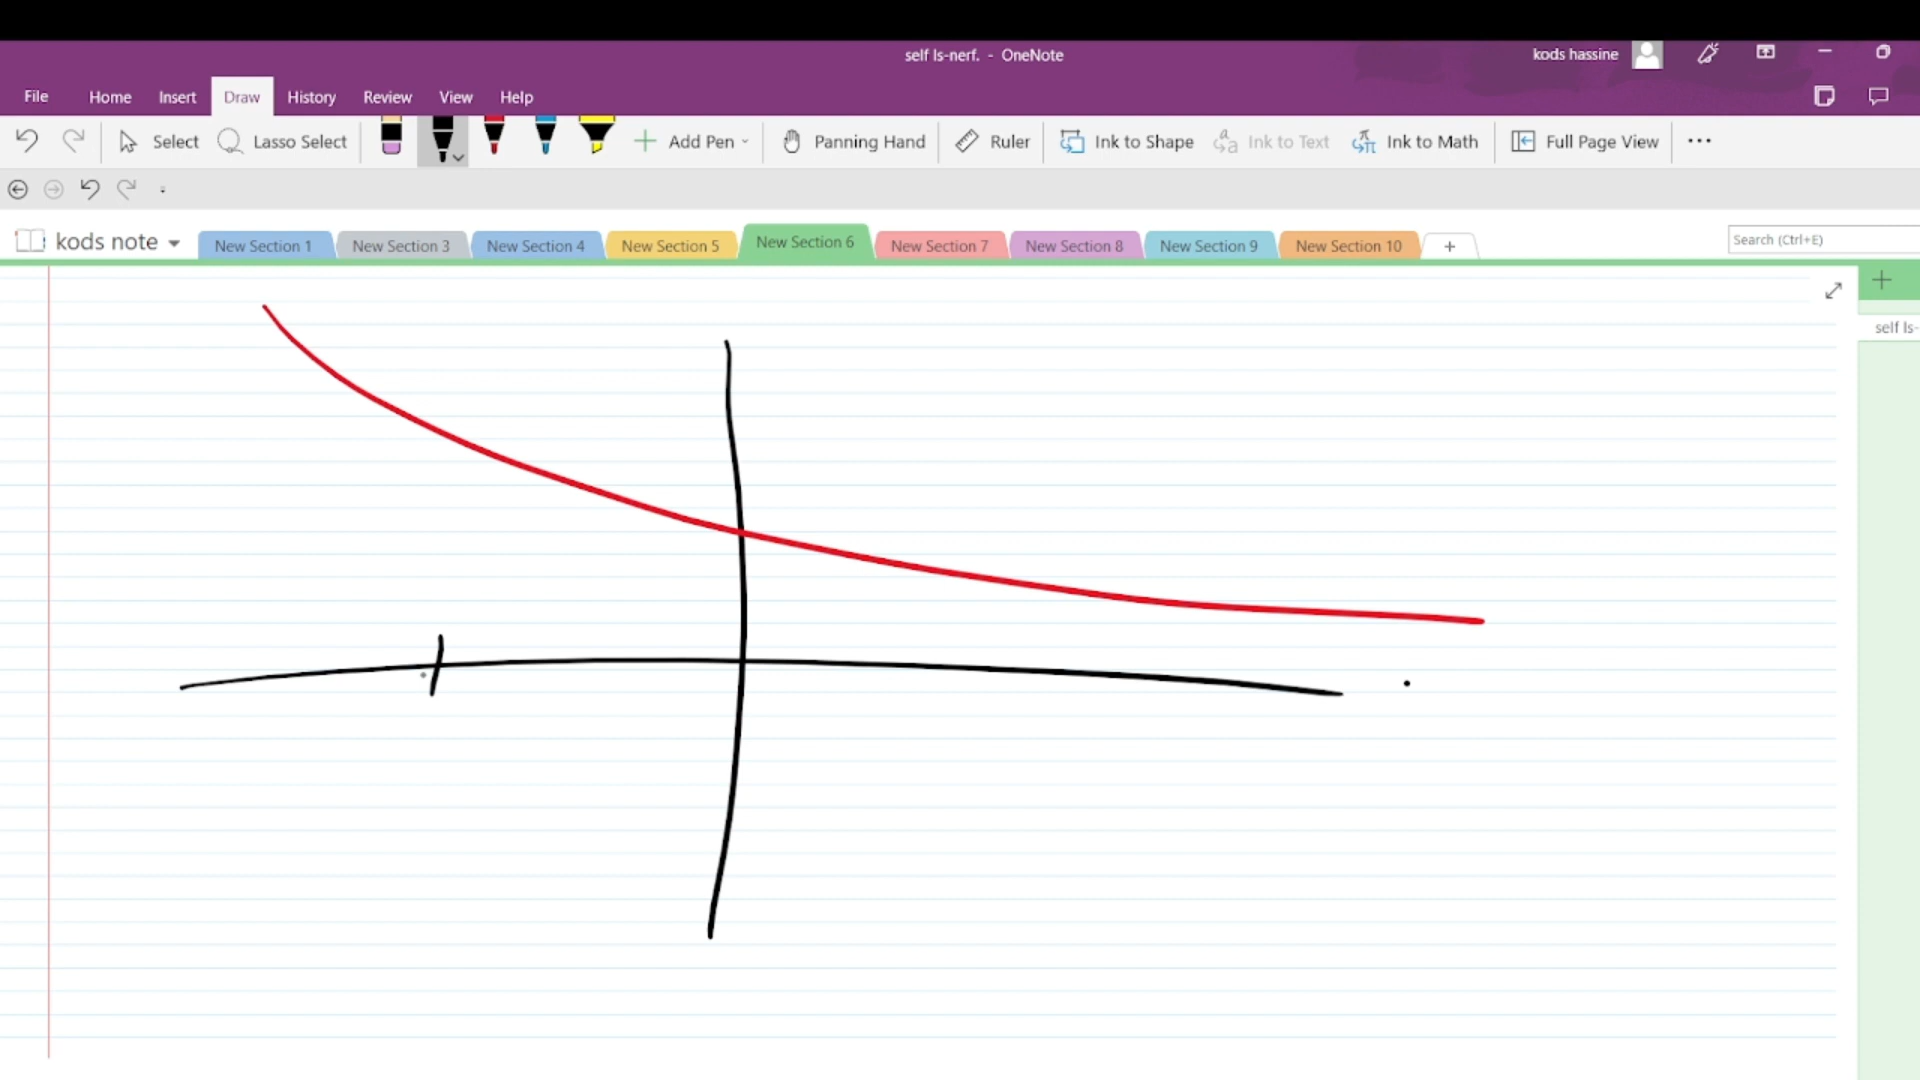 self ls-nerf. - OneNote
kods hassine
File Home Insert Draw History Review View Help
Select Lasso Select Add Pen Panning Hand Ruler Ink to Shape Ink to Text Ink to Math Full Page View ...
kods note New Section 1 New Section 3 New Section 4 New Section 5 New Section 6 New Section 7 New Section 8 New Section 9 New Section 10 + Search (Ctrl+E)
self ls-